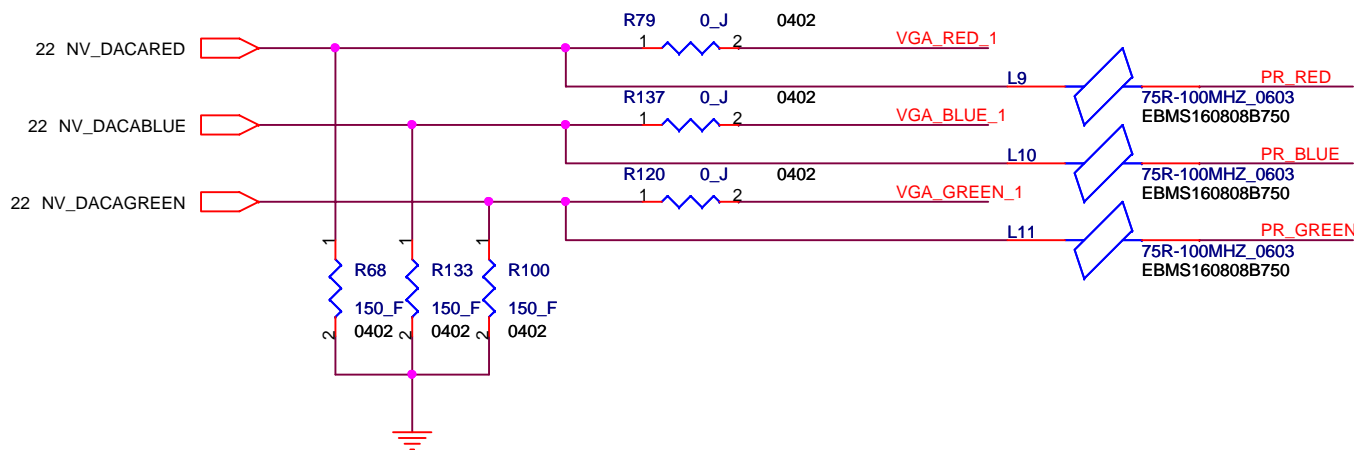 R79 0_J 0402
22 NV_DACARED 1 2 VGA_RED_1
L9 PR_RED
75R-100MHZ_0603
EBMS160808B750
R137 0_J 0402
22 NV_DACABLUE 1 2 VGA_BLUE_1
L10 PR_BLUE
75R-100MHZ_0603
EBMS160808B750
R120 0_J 0402
22 NV_DACAGREEN 1 2 VGA_GREEN_1
L11 PR_GREEN
75R-100MHZ_0603
EBMS160808B750
1 1 1
R68 R133 R100
150_F 150_F 150_F
2 0402 2 0402 2 0402